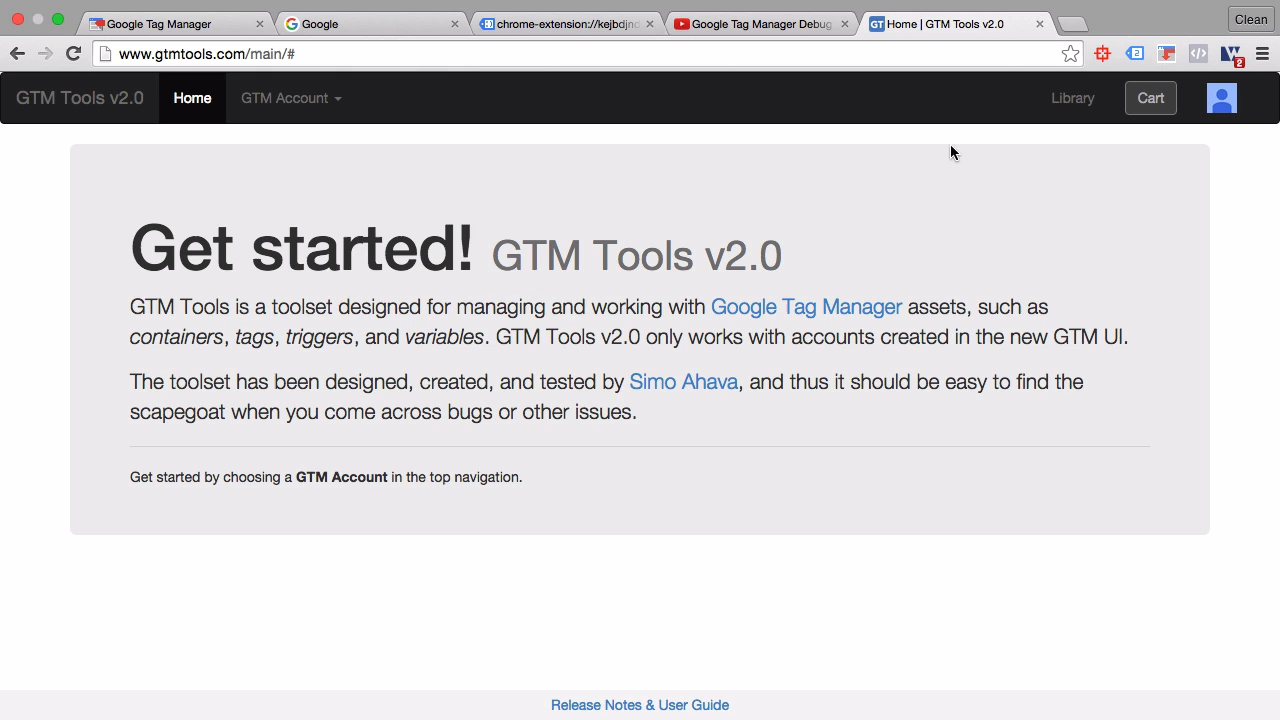 Google Tag Manager
Google
chrome-extension://kejbdjnd
Google Tag Manager Debug
GT Home | GTM Tools v2.0
Clean
www.gtmtools.com/main/#
2
2
GTM Tools v2.0
Home
GTM Account
Library
Cart
Get started! GTM Tools v2.0
GTM Tools is a toolset designed for managing and working with Google Tag Manager assets, such as
containers, tags, triggers, and variables. GTM Tools v2.0 only works with accounts created in the new GTM UI.
The toolset has been designed, created, and tested by Simo Ahava, and thus it should be easy to find the
scapegoat when you come across bugs or other issues.
Get started by choosing a GTM Account in the top navigation.
Release Notes & User Guide